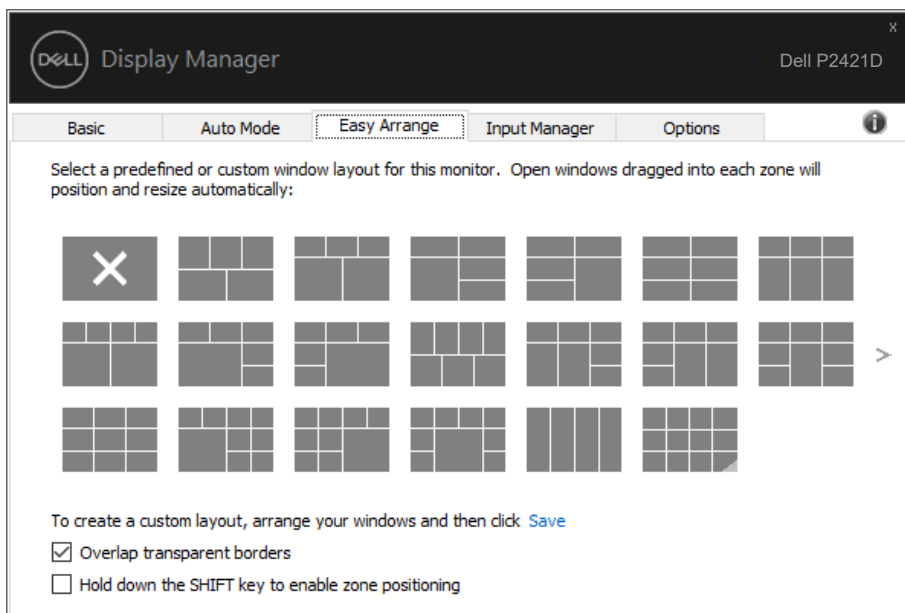 x
DELL Display Manager
Dell P2421D
Basic Auto Mode Easy Arrange Input Manager Options i
Select a predefined or custom window layout for this monitor. Open windows dragged into each zone will
position and resize automatically:
>
To create a custom layout, arrange your windows and then click Save
Overlap transparent borders
Hold down the SHIFT key to enable zone positioning